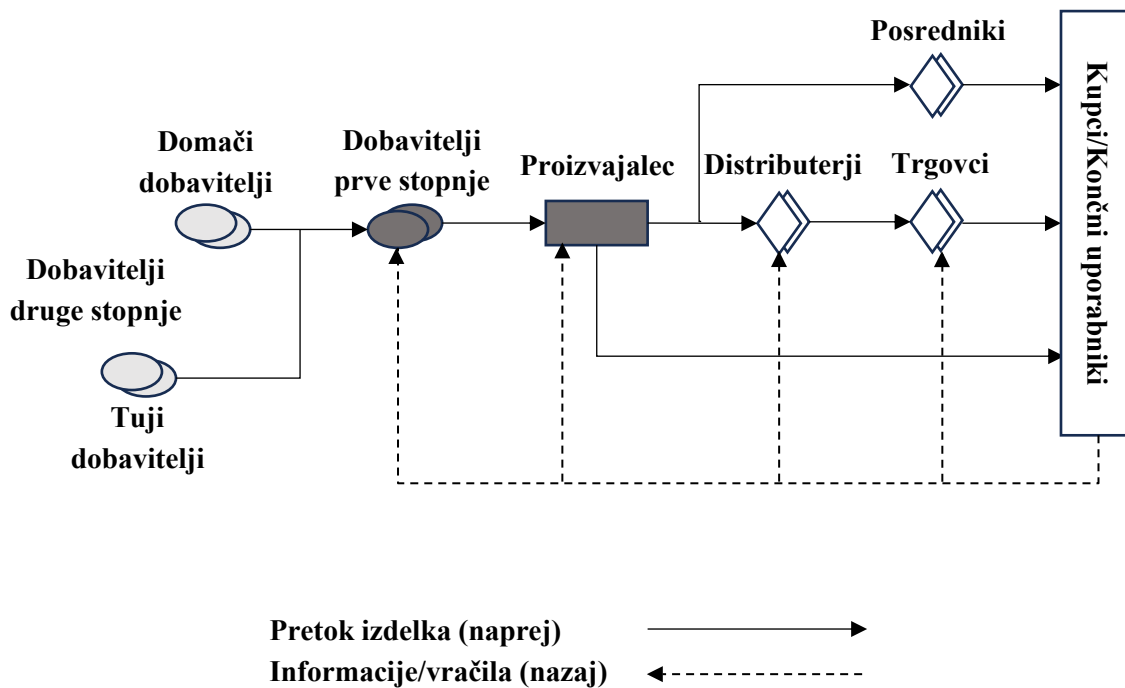 Posredniki
Domači
dobavitelji
Dobavitelji
prve stopnje
Proizvajalec
Distributerji
Trgovci
Kupci/Končni uporabniki
Dobavitelji
druge stopnje
Tuji
dobavitelji
Pretok izdelka (naprej)
Informacije/vračila (nazaj)